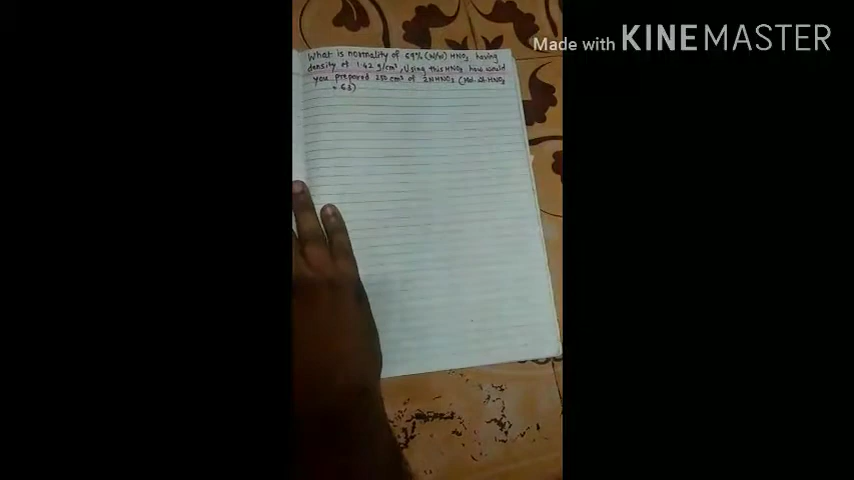 Made with KINEMASTER
What is normality of 69% (w/w) HNO3 having
density of 1.42 g/cm³, Using this HNO3 how would
you prepared 250 cm³ of 2N HNO3 (Mol. wt HNO3
= 63)